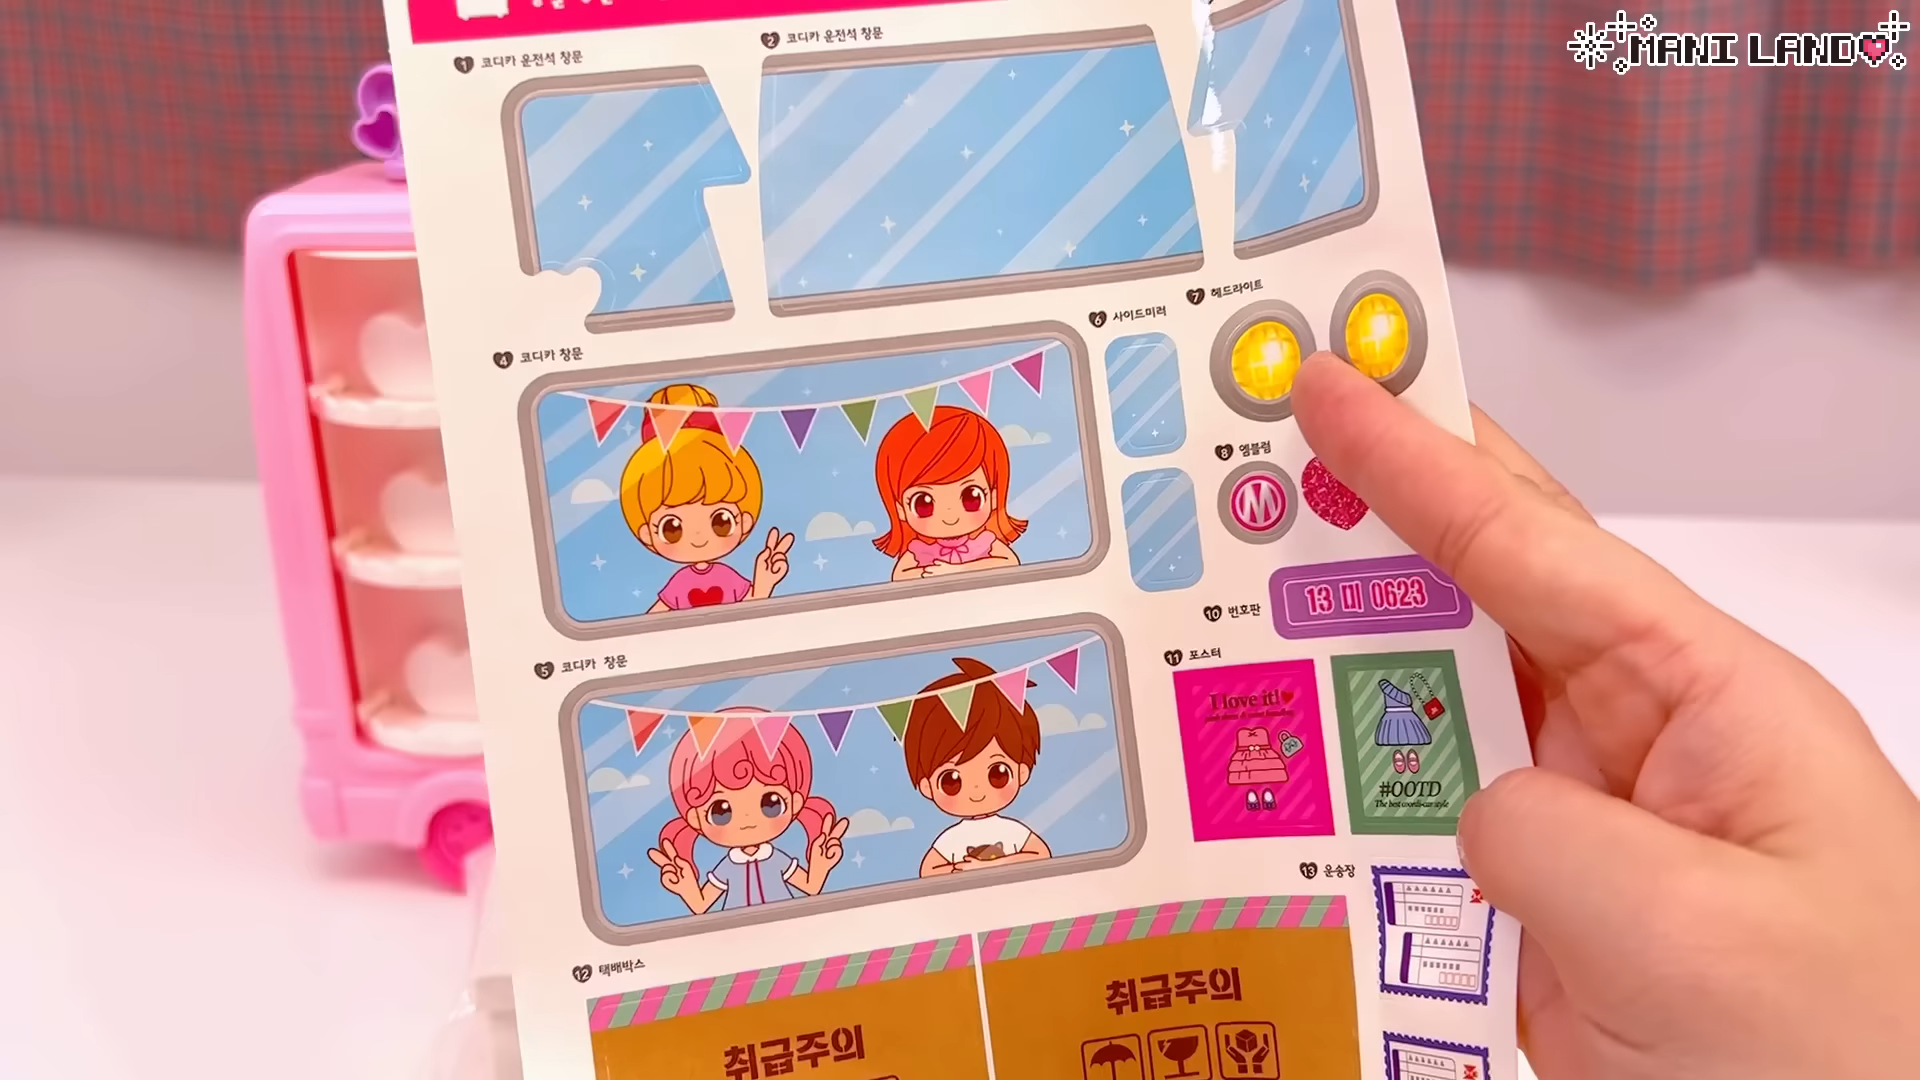 MANI LAND
1 코디카 운전석 창문
2 코디카 운전석 창문
4 코디카 창문
6 사이드미러
7 헤드라이트
8 엠블럼
M
10 번호판
13 미 0623
5 코디카 창문
11 포스터
I love it!
#OOTD
13 운송장
12 택배박스
취급주의
취급주의